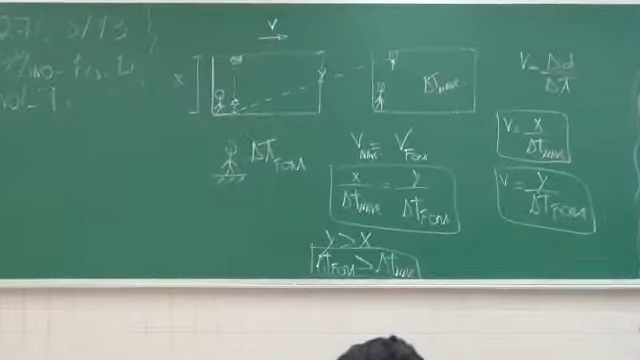 V
x
y
Δt_NAVE
V = Δd / Δt
V = x / Δt_NAVE
V = y / Δt_FORA
Δt_FORA
V_NAVE = V_FORA
x / Δt_NAVE = y / Δt_FORA
y > x
Δt_FORA > Δt_NAVE